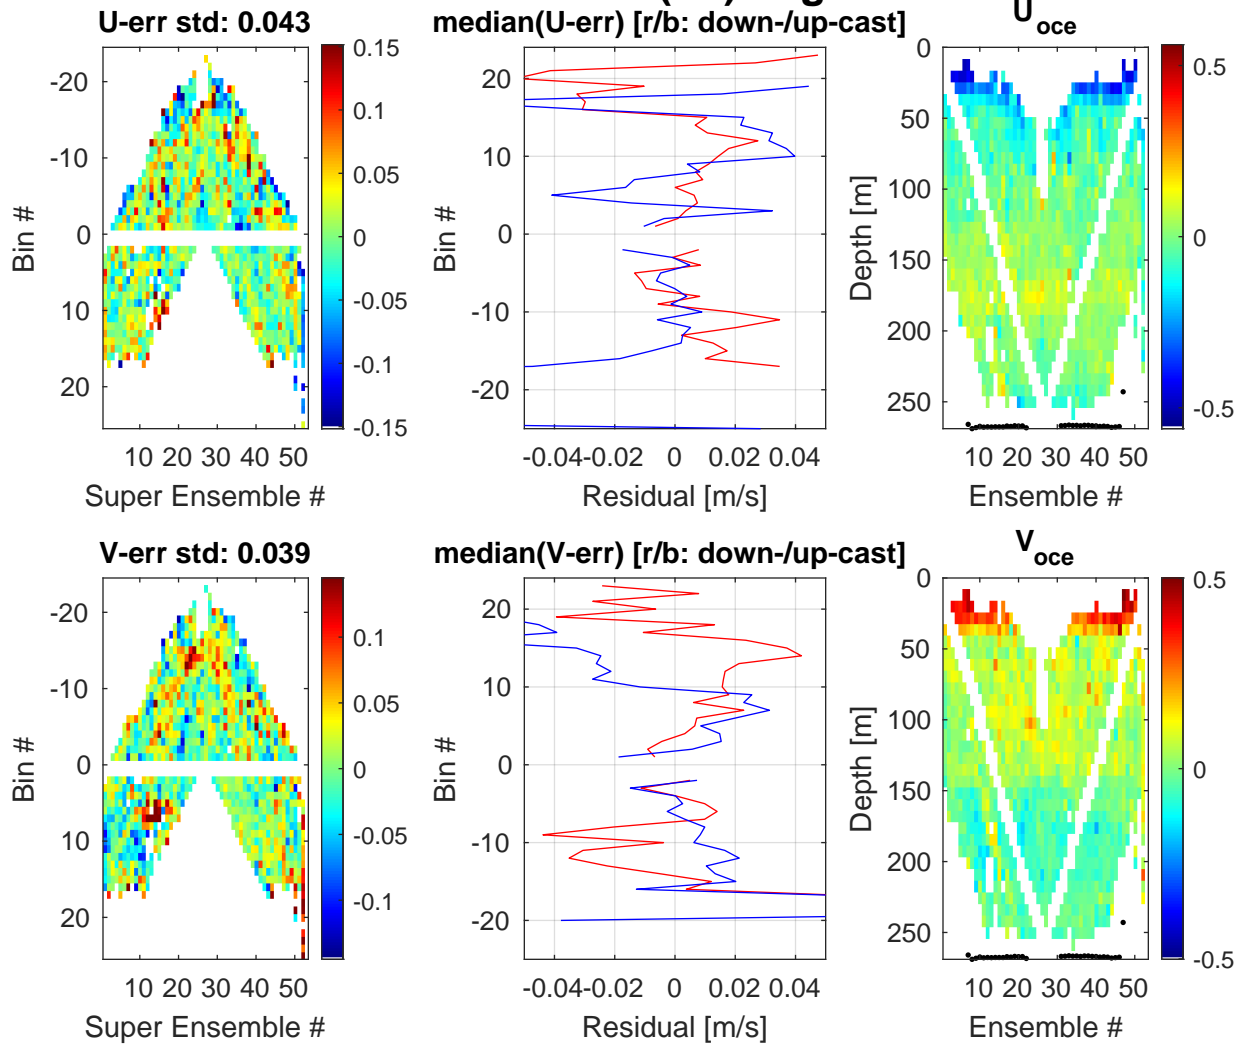 U-err std: 0.043
median(U-err) [r/b: down-/up-cast]
U_oce
-20
-10
0
10
20
Bin #
10 20 30 40 50
Super Ensemble #
0.15
0.1
0.05
0
-0.05
-0.1
-0.15
20
10
0
-10
-20
Bin #
-0.04 -0.02 0 0.02 0.04
Residual [m/s]
0
50
100
150
200
250
Depth [m]
10 20 30 40 50
Ensemble #
0.5
0
-0.5
V-err std: 0.039
median(V-err) [r/b: down-/up-cast]
V_oce
-20
-10
0
10
20
Bin #
10 20 30 40 50
Super Ensemble #
0.1
0.05
0
-0.05
-0.1
20
10
0
-10
-20
Bin #
-0.04 -0.02 0 0.02 0.04
Residual [m/s]
0
50
100
150
200
250
Depth [m]
10 20 30 40 50
Ensemble #
0.5
0
-0.5